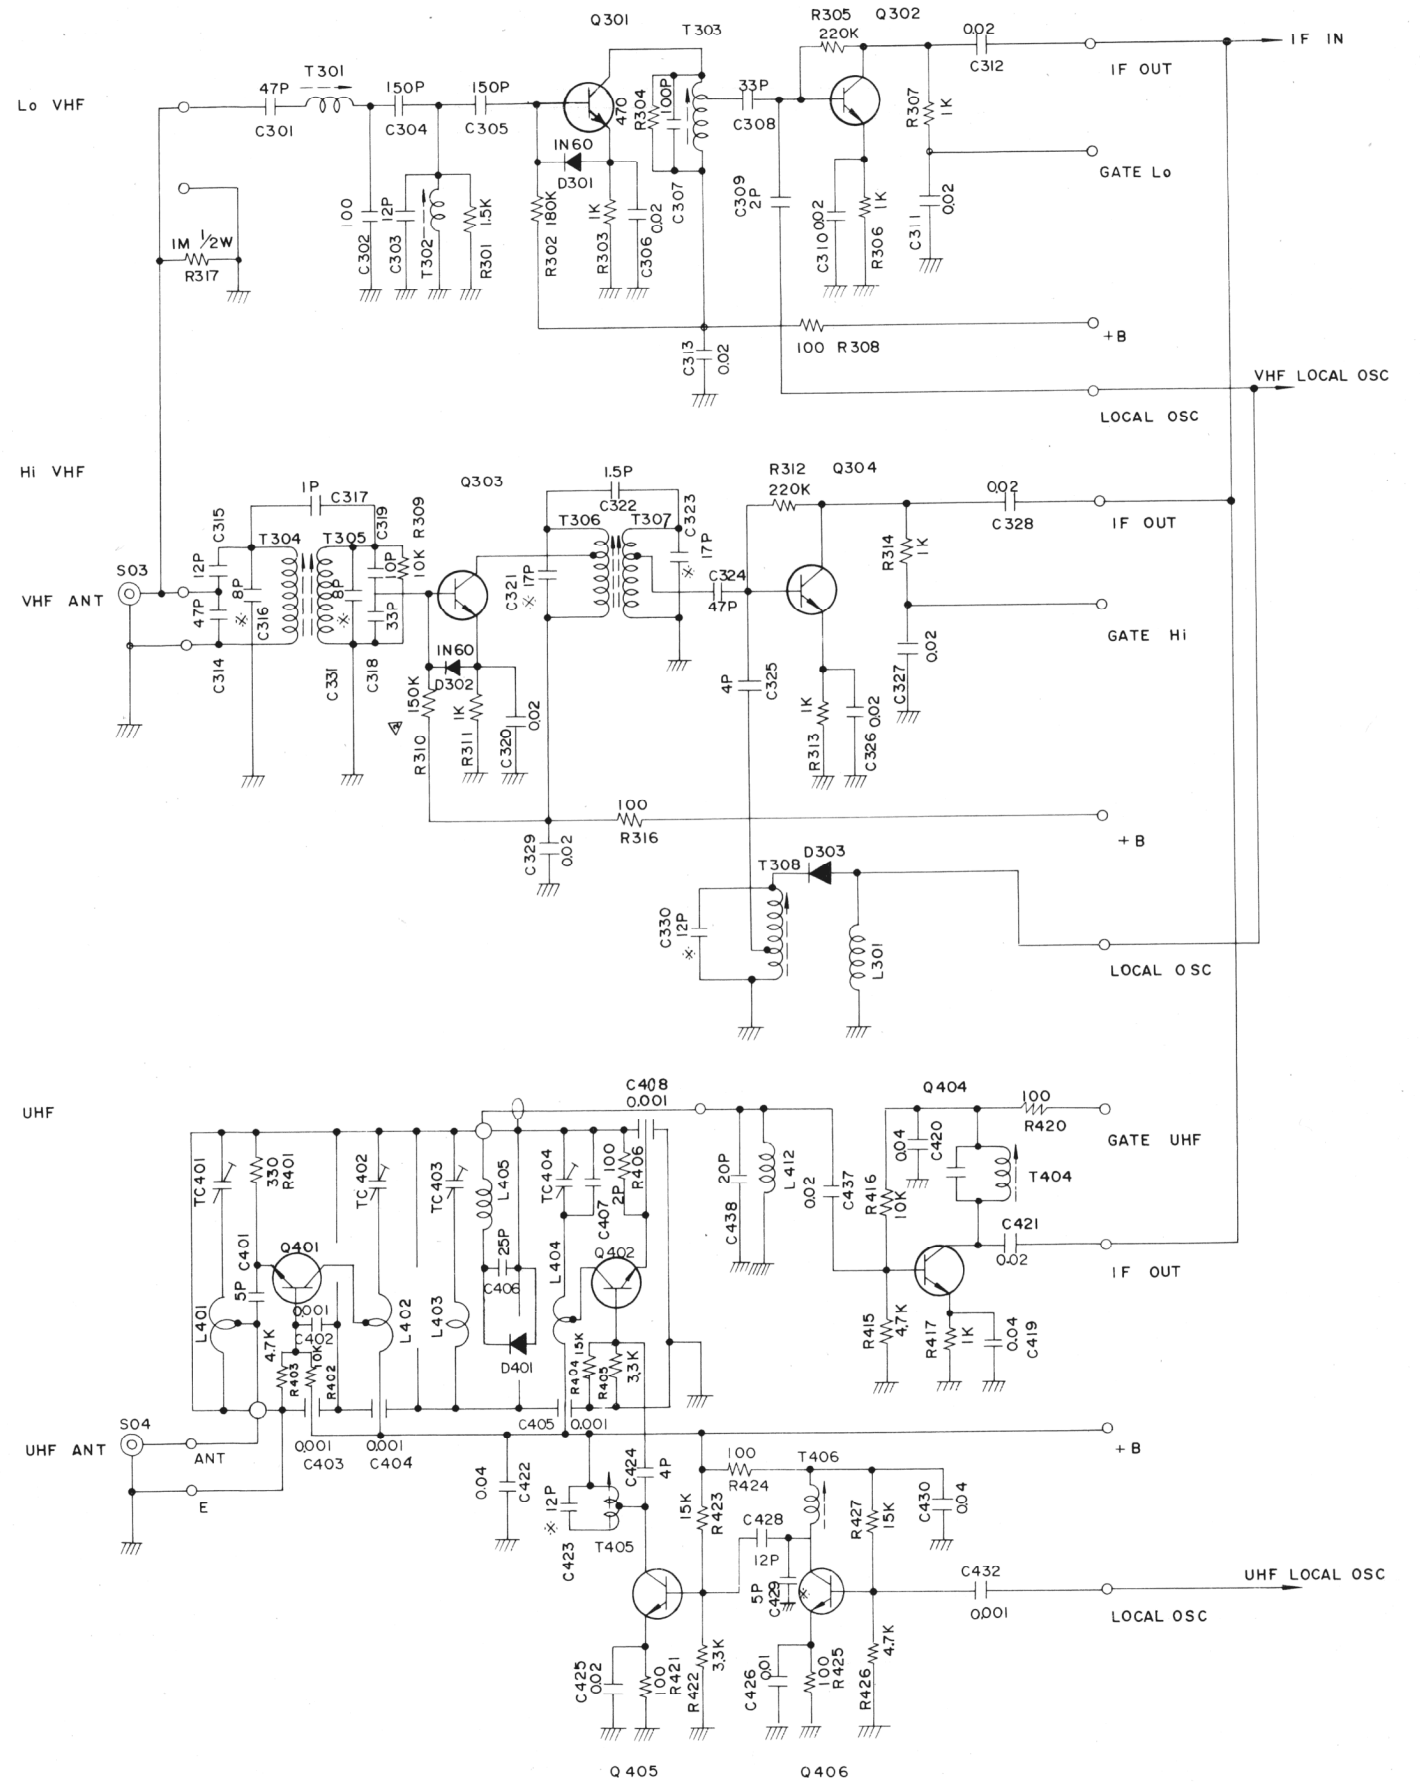 Lo VHF
47P
C301
T301
150P
C304
150P
C305
Q301
T303
470
R304
100P
C307
33P
C308
R305
220K
Q302
0.02
C312
IF OUT
IF IN
R307
1K
GATE Lo
1M 1/2W
R317
100
C302
12P
C303
T302
1.5K
R301
IN60
D301
180K
R302
1K
R303
0.02
C306
C309
2P
0.02
C310
1K
R306
C311
0.02
C313
0.02
100 R308
+B
LOCAL OSC
VHF LOCAL OSC
Hi VHF
1P
C317
Q303
1.5P
C322
R312
220K
Q304
0.02
C328
IF OUT
C315
12P
T304
T305
C319
10P
R309
10K
T306
T307
C323
17P
※
R314
1K
S03
VHF ANT
47P
C314
8P
※
C316
8P
※
C331
33P
C318
C321
17P
※
C324
47P
GATE Hi
IN60
D302
150K
R310
1K
R311
0.02
C320
4P
C325
1K
R313
0.02
C326
C327
0.02
100
R316
+B
C329
0.02
T308
D303
C330
12P
※
L301
LOCAL OSC
UHF
C408
0.001
Q404
100
R420
GATE UHF
TC401
330
R401
TC402
TC403
L405
TC404
2P
C407
100
R406
20P
C438
L412
0.02
C437
R416
10K
0.04
C420
T404
C421
0.02
IF OUT
C401
5P
Q401
25P
C406
L404
Q402
L401
0.001
C402
L402
L403
D401
4.7K
R403
10K
R402
15K
R404
R405
3.3K
R415
4.7K
R417
1K
0.04
C419
S04
UHF ANT
ANT
E
0.001
C403
0.001
C404
C405
0.001
+B
0.04
C422
12P
※
C423
T405
C424
4P
100
R424
T406
15K
R423
C428
12P
5P
C429
※
R427
15K
C430
0.04
C432
0.001
UHF LOCAL OSC
LOCAL OSC
C425
0.02
100
R421
R422
3.3K
C426
0.01
100
R425
R426
4.7K
Q405
Q406